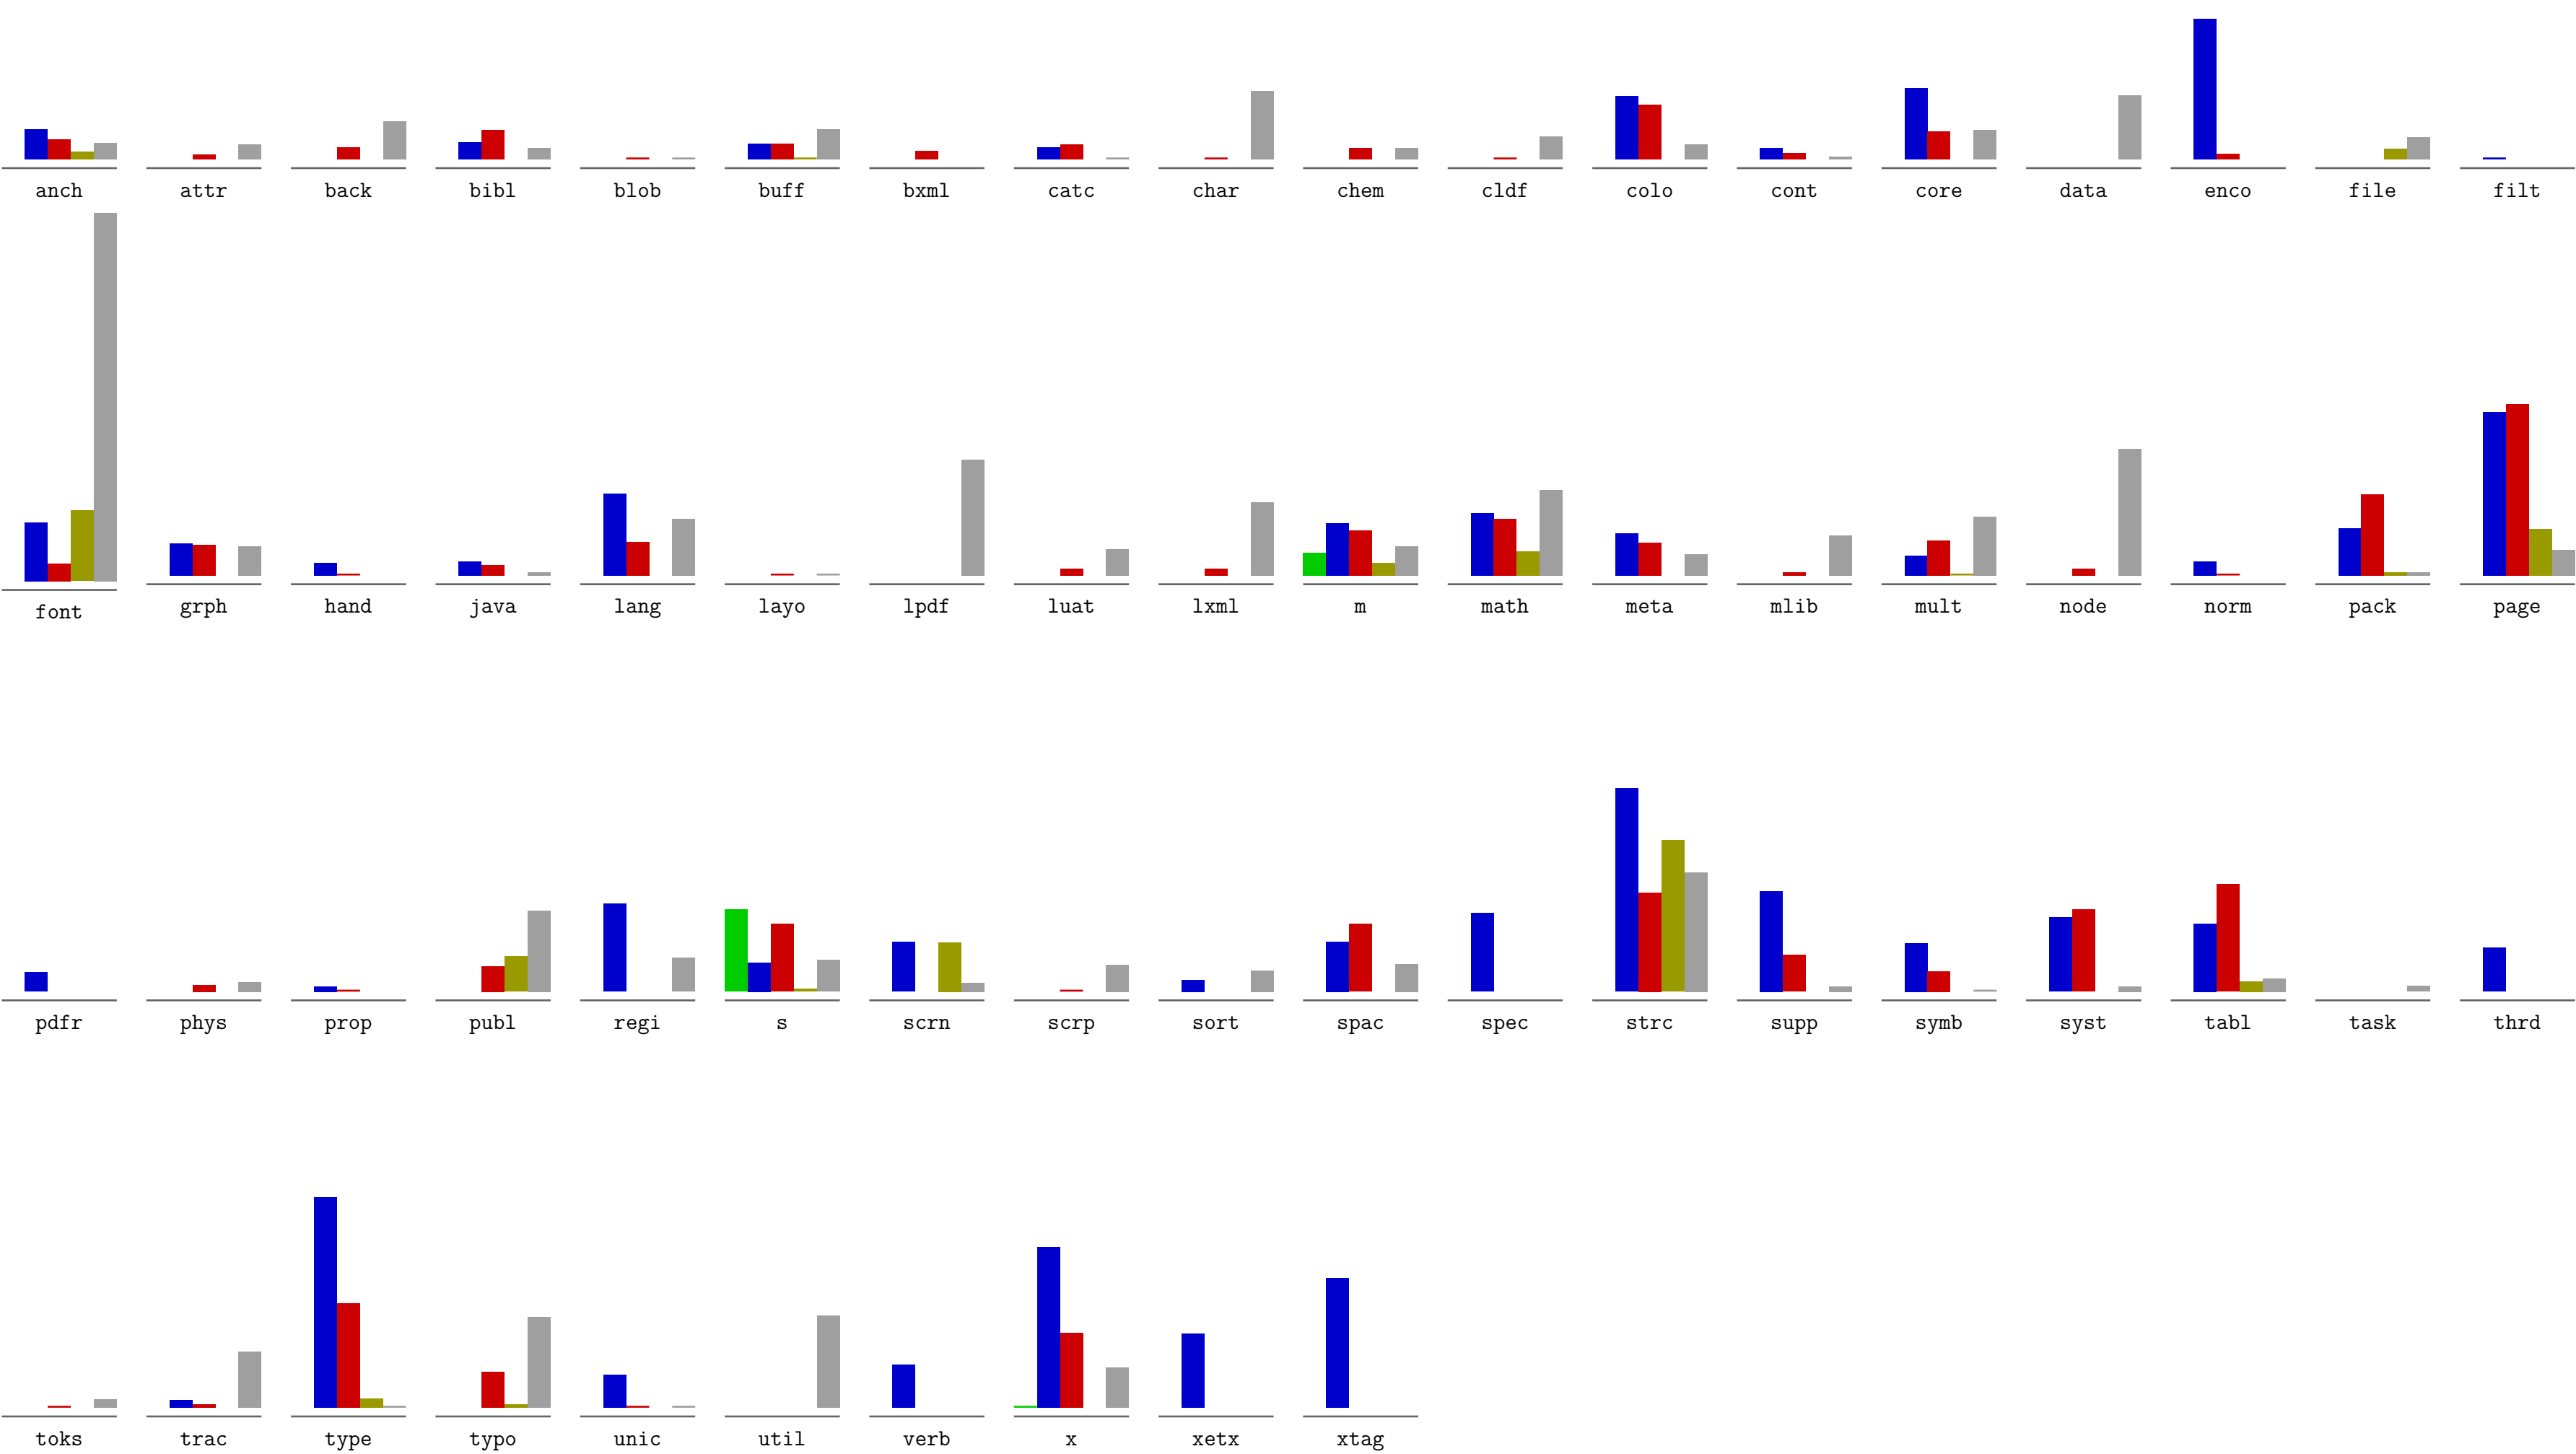 anch attr back bibl blob buff bxml catc char chem cldf colo cont core data enco file filt
font grph hand java lang layo lpdf luat lxml m math meta mlib mult node norm pack page
pdfr phys prop publ regi s scrn scrp sort spac spec strc supp symb syst tabl task thrd
toks trac type typo unic util verb x xetx xtag